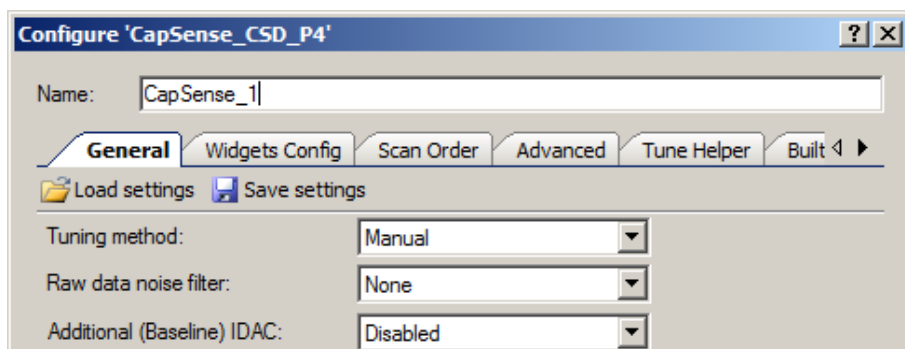 Configure 'CapSense_CSD_P4'
Name: CapSense_1
General Widgets Config Scan Order Advanced Tune Helper Built
Load settings Save settings
Tuning method: Manual
Raw data noise filter: None
Additional (Baseline) IDAC: Disabled